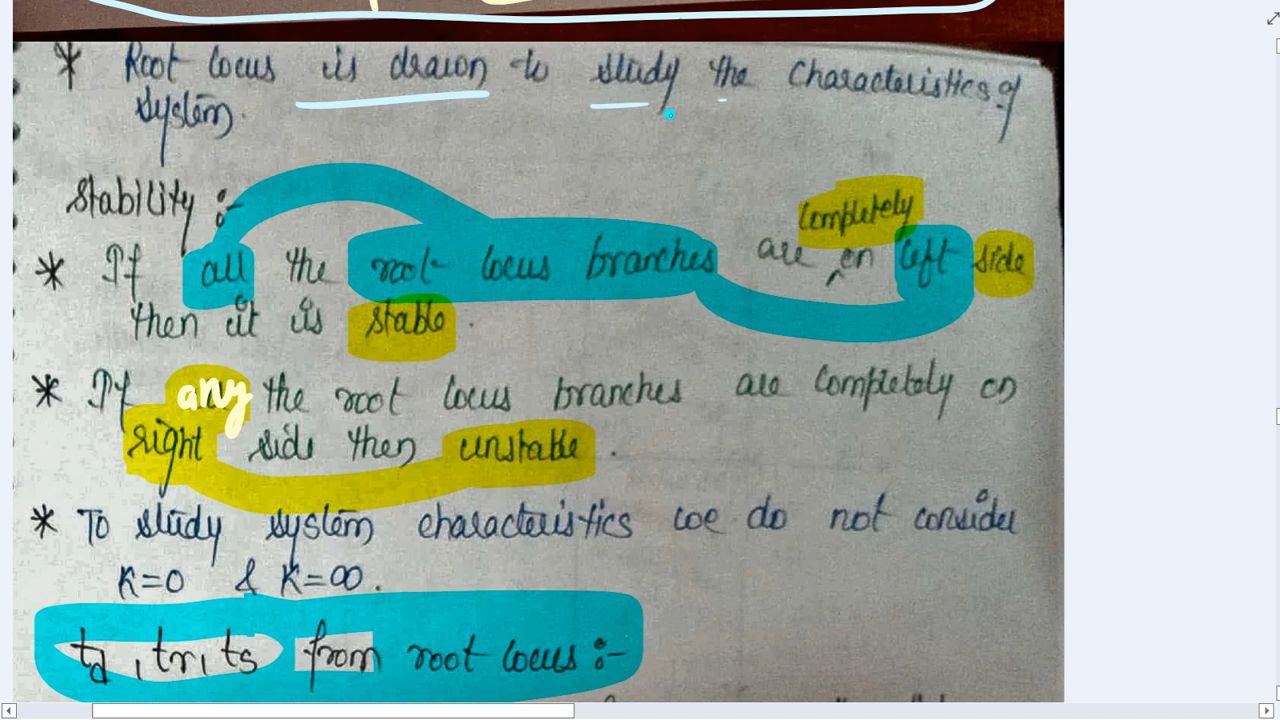 * Root locus is drawn to study the characteristics of
system.
Stability :-
* If all the root locus branches are completely on left side
then it is stable.
* If any the root locus branches are completely on
right side then unstable.
* To study system characteristics we do not consider
K=0 & K=∞.
td, tr, ts from root locus :-